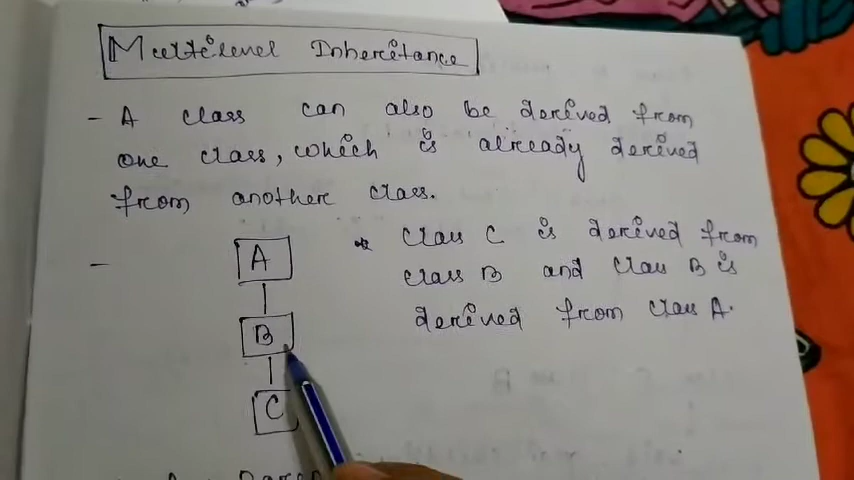 Multilevel Inheritance
- A class can also be derived from
one class, which is already derived
from another class.
-
A
B
C
* Class C is derived from
class B and Class B is
derived from class A.